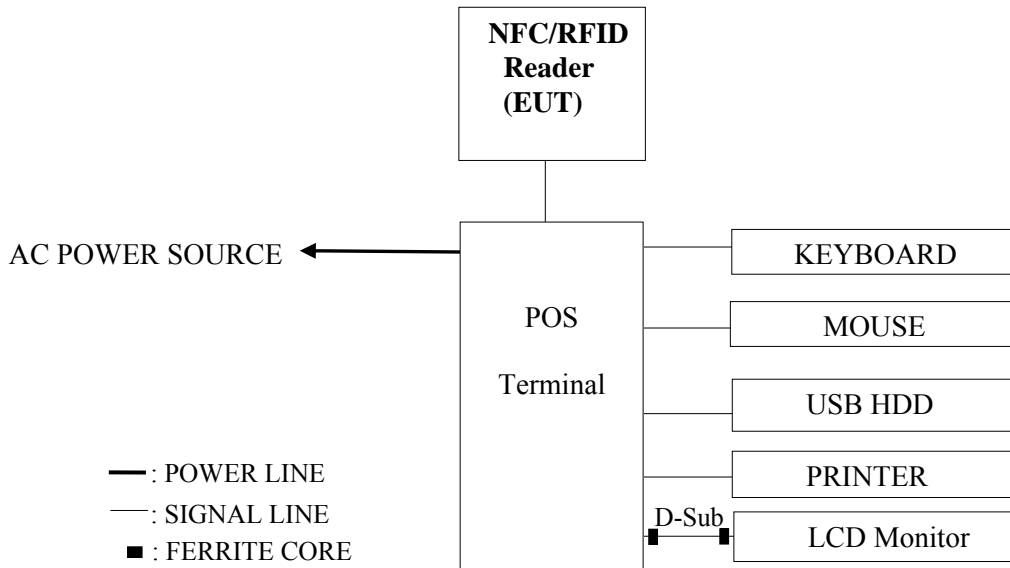 NFC/RFID
Reader
(EUT)
AC POWER SOURCE
POS
Terminal
KEYBOARD
MOUSE
USB HDD
PRINTER
D-Sub
LCD Monitor
: POWER LINE
: SIGNAL LINE
: FERRITE CORE